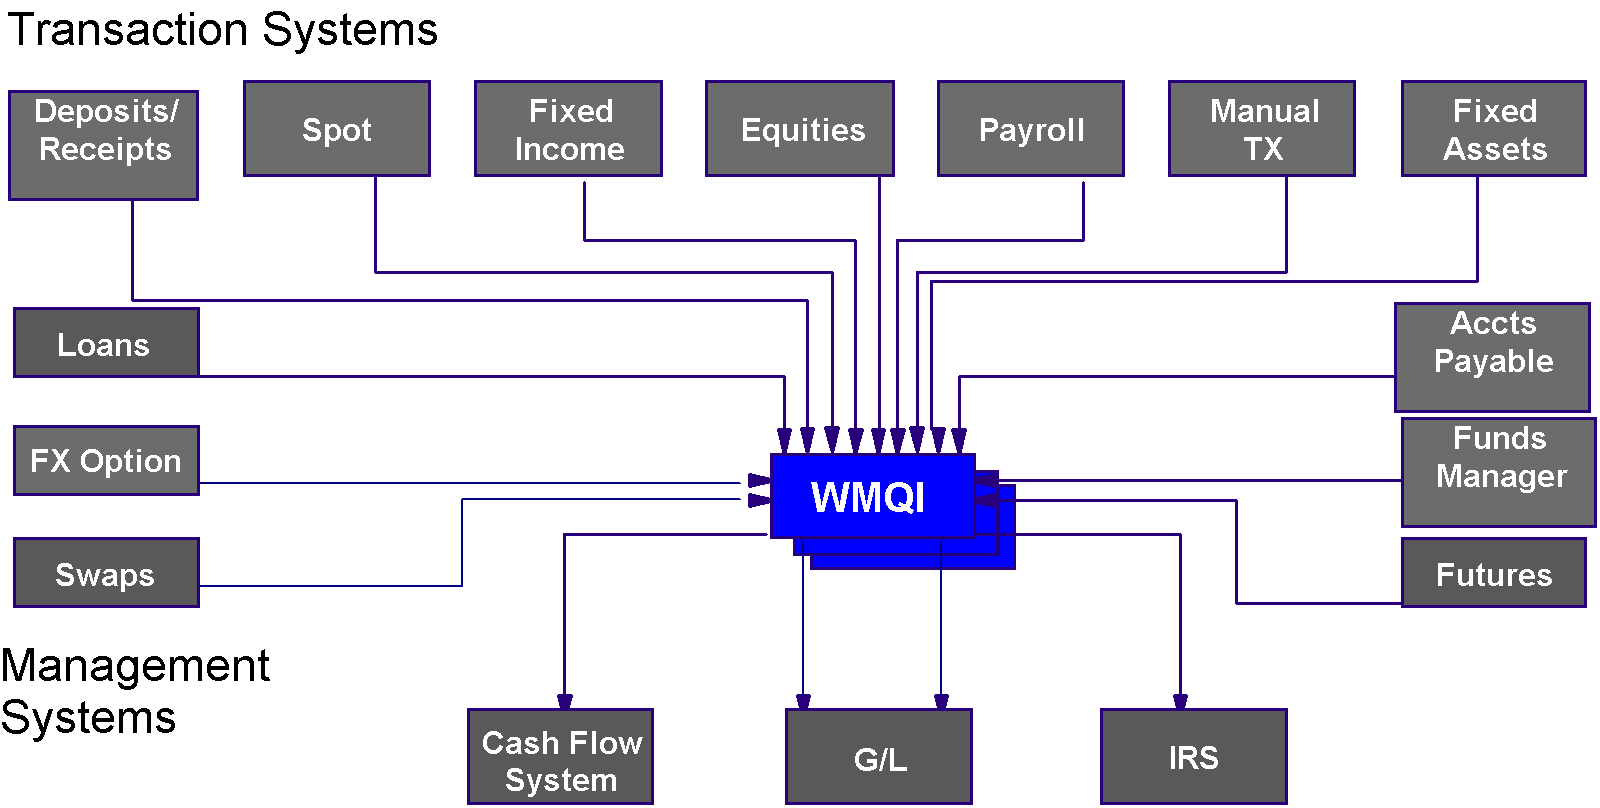 Transaction Systems
Deposits/
Receipts
Spot
Fixed
Income
Equities
Payroll
Manual
TX
Fixed
Assets
Loans
Accts
Payable
FX Option
WMQI
Funds
Manager
Swaps
Futures
Management
Systems
Cash Flow
System
G/L
IRS